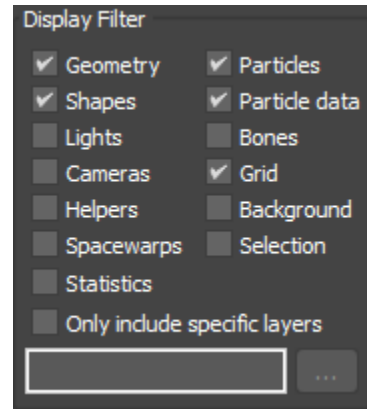 Display Filter
Geometry Particles
Shapes Particle data
Lights Bones
Cameras Grid
Helpers Background
Spacewarps Selection
Statistics
Only include specific layers
...